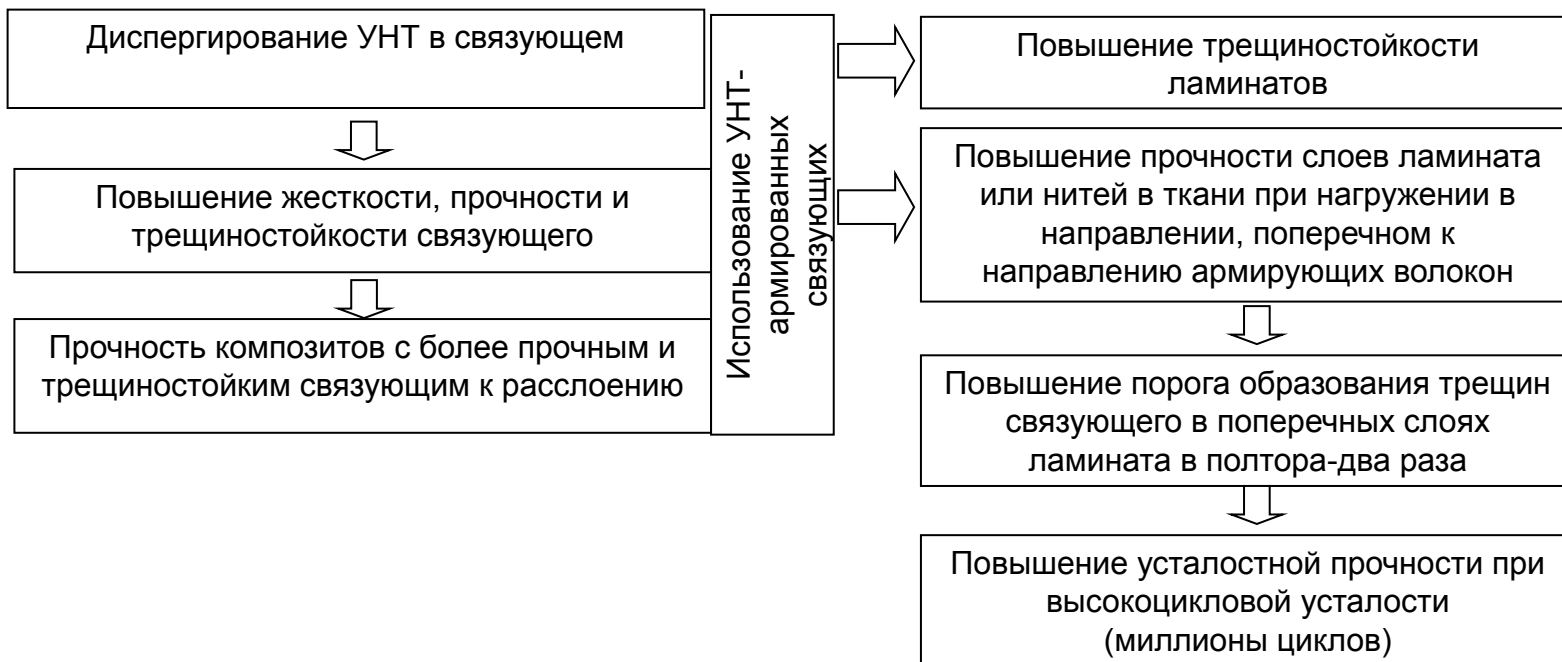 Диспергирование УНТ в связующем
Повышение жесткости, прочности и
трещиностойкости связующего
Прочность композитов с более прочным и
трещиностойким связующим к расслоению
Использование УНТ-
армированных
связующих
Повышение трещиностойкости
ламинатов
Повышение прочности слоев ламината
или нитей в ткани при нагружении в
направлении, поперечном к
направлению армирующих волокон
Повышение порога образования трещин
связующего в поперечных слоях
ламината в полтора-два раза
Повышение усталостной прочности при
высокоцикловой усталости
(миллионы циклов)